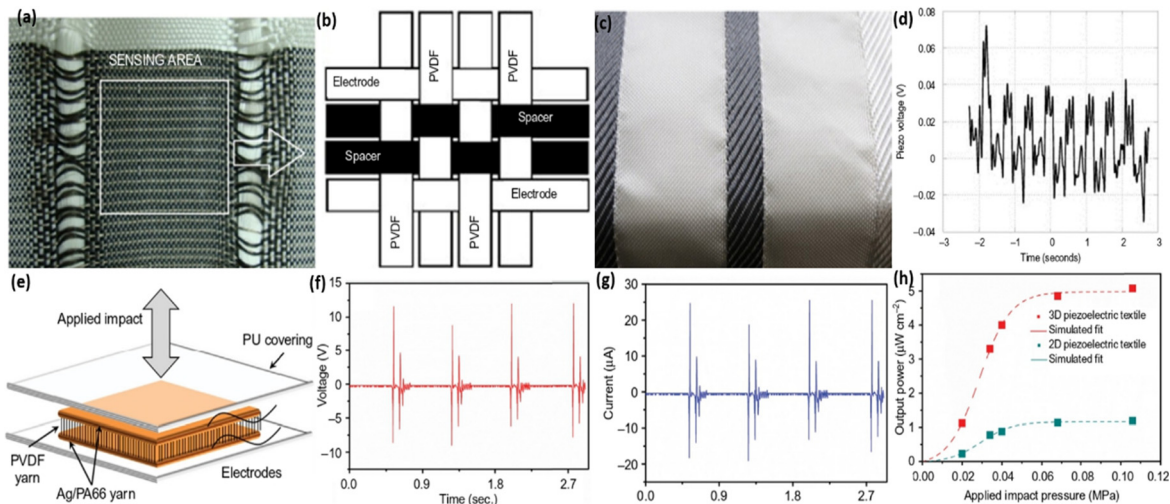 (a)
SENSING AREA
(b)
Electrode
PVDF
PVDF
Spacer
Spacer
Electrode
PVDF
PVDF
(c)
(d)
0.08
0.06
0.04
0.02
0
−0.02
−0.04
Piezo voltage (V)
−3
−2
−1
0
1
2
3
Time (seconds)
(e)
Applied impact
PU covering
PVDF
yarn
Ag/PA66 yarn
Electrodes
(f)
15
10
5
0
−5
−10
Voltage (V)
0.0
0.9
1.8
2.7
Time (sec.)
(g)
30
20
10
0
−10
−20
Current (µA)
0.0
0.9
1.8
2.7
(h)
5
4
3
2
1
0
Output power (µW cm⁻²)
3D piezoelectric textile
Simulated fit
2D piezoelectric textile
Simulated fit
0.00
0.02
0.04
0.06
0.08
0.10
0.12
Applied impact pressure (MPa)